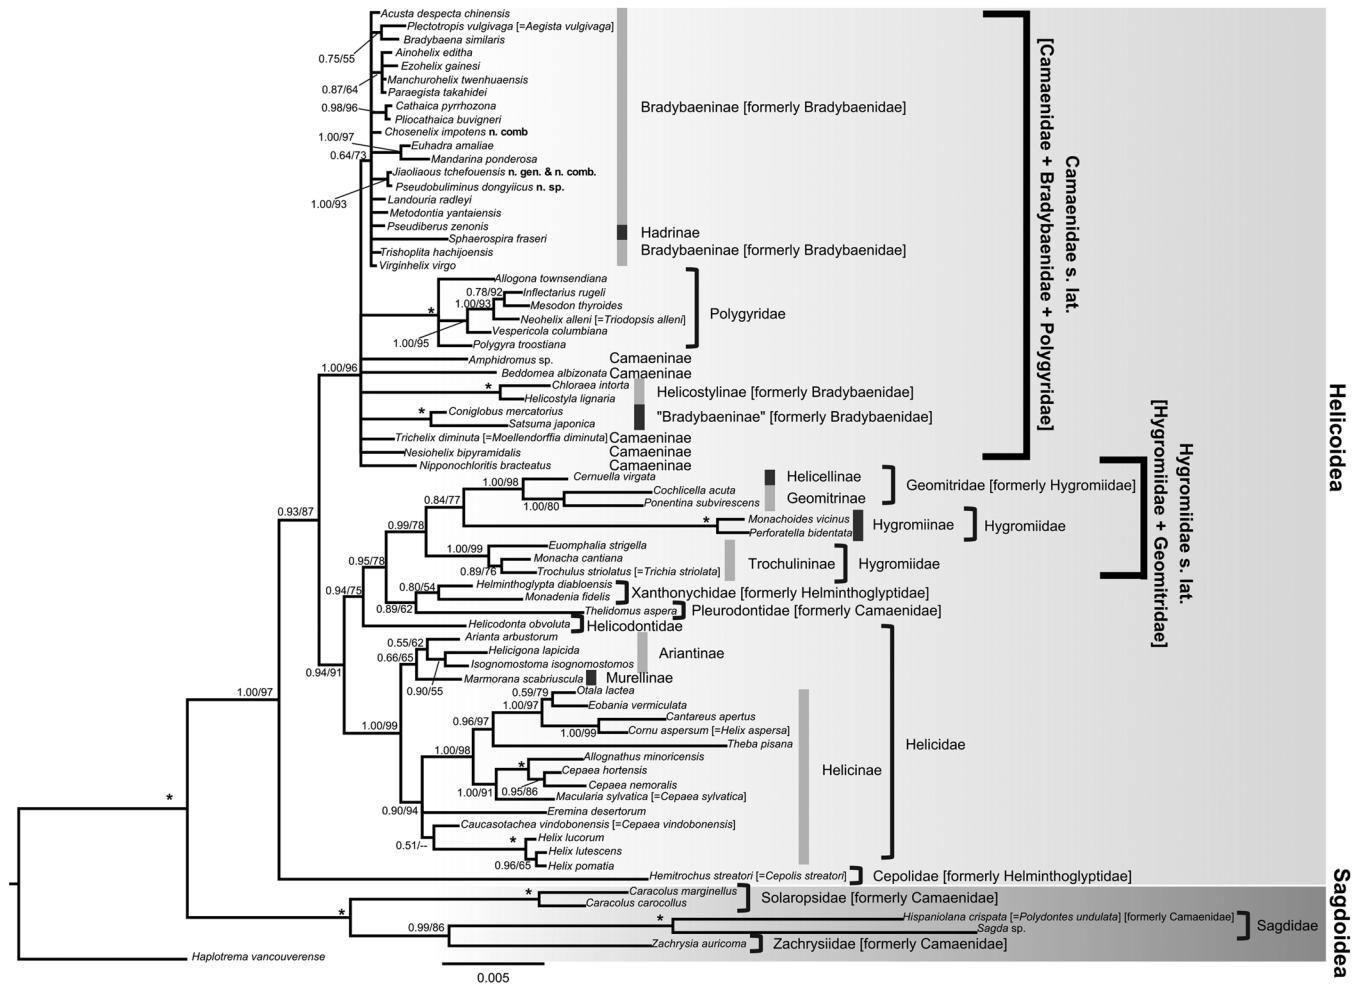 Acusta despecta chinensis
Plectotropis vulgivaga [=Aegista vulgivaga]
Bradybaena similaris
0.75/55
Ainohelix editha
Ezohelix gainesi
Manchurohelix twenhuaensis
Paraegista takahidei
0.87/64
Cathaica pyrrhozona
0.98/96
Pliocathaica buvigneri
Bradybaeninae [formerly Bradybaenidae]
Chosenelix impotens n. comb
1.00/97
Euhadra amaliae
0.64/73
Mandarina ponderosa
Jiaoliaous tchefouensis n. gen. & n. comb.
Pseudobuliminus dongyiicus n. sp.
1.00/93
Landouria radleyi
Metodontia yantaiensis
Pseudiberus zenonis
Hadrinae
Sphaerospira fraseri
Trishoplita hachijoensis
Bradybaeninae [formerly Bradybaenidae]
Virginhelix virgo
Allogona townsendiana
0.78/92
Inflectarius rugeli
1.00/93
Mesodon thyroides
*
Neohelix alleni [=Triodopsis alleni]
Polygyridae
Vespericola columbiana
1.00/95
Polygyra troostiana
Amphidromus sp.
Camaeninae
1.00/96
Beddomea albizonata
Camaeninae
*
Chloraea intorta
Helicostyla lignaria
Helicostylinae [formerly Bradybaenidae]
*
Coniglobus mercatorius
Satsuma japonica
"Bradybaeninae" [formerly Bradybaenidae]
Trichelix diminuta [=Moellendorffia diminuta]
Camaeninae
Nesiohelix bipyramidalis
Camaeninae
Nipponochloritis bracteatus
Camaeninae
Camaenidae s. lat.
[Camaenidae + Bradybaenidae + Polygyridae]
Cernuella virgata
Helicellinae
1.00/98
Cochlicella acuta
Geomitridae [formerly Hygromiidae]
0.84/77
1.00/80
Ponentina subvirescens
Geomitrinae
0.99/78
*
Monachoides vicinus
Perforatella bidentata
Hygromiinae
Hygromiidae
1.00/99
Euomphalia strigella
Monacha cantiana
0.89/76
Trochulus striolatus [=Trichia striolata]
Trochulininae
Hygromiidae
Hygromiidae s. lat.
[Hygromiidae + Geomitridae]
0.93/87
0.95/78
0.80/54
Helminthoglypta diabloensis
Monadenia fidelis
Xanthonychidae [formerly Helminthoglyptidae]
0.94/75
0.89/62
Thelidomus aspera
Pleurodontidae [formerly Camaenidae]
Helicodonta obvoluta
Helicodontidae
0.55/62
Arianta arbustorum
0.66/65
Helicigona lapicida
Isognomostoma isognomostomos
Ariantinae
0.94/91
0.90/55
Marmorana scabriuscula
Murellinae
0.59/79
Otala lactea
1.00/97
Eobania vermiculata
1.00/97
Cantareus apertus
0.96/97
1.00/99
Cornu aspersum [=Helix aspersa]
1.00/99
Theba pisana
Helicidae
1.00/98
Allognathus minoricensis
*
Cepaea hortensis
Helicinae
0.95/86
Cepaea nemoralis
1.00/91
Macularia sylvatica [=Cepaea sylvatica]
0.90/94
Eremina desertorum
Caucasotachea vindobonensis [=Cepaea vindobonensis]
0.51/--
*
Helix lucorum
Helix lutescens
0.96/65
Helix pomatia
Hemitrochus streatori [=Cepolis streatori]
Cepolidae [formerly Helminthoglyptidae]
Helicoidea
*
*
*
Caracolus marginellus
Caracolus carocollus
Solaropsidae [formerly Camaenidae]
*
Hispaniolana crispata [=Polydontes undulata] [formerly Camaenidae]
Sagda sp.
Sagdidae
0.99/86
Zachrysia auricoma
Zachrysiidae [formerly Camaenidae]
Sagdoidea
Haplotrema vancouverense
0.005